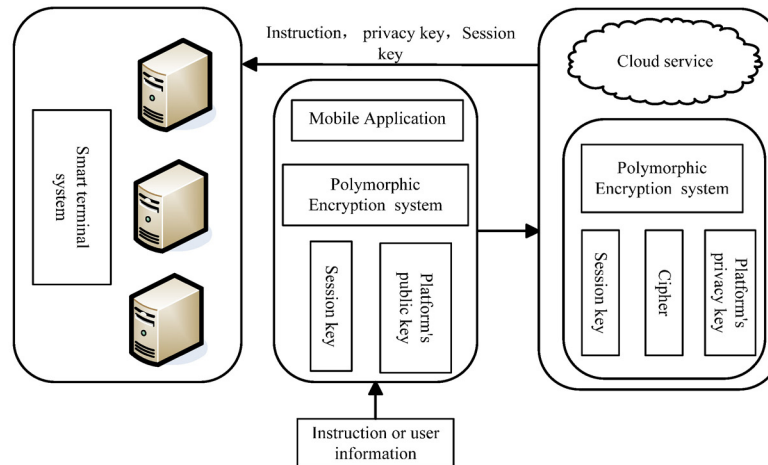 Instruction， privacy key，Session
key
Smart terminal
system
Mobile Application
Polymorphic
Encryption system
Session key
Platform's
public key
Instruction or user
information
Cloud service
Polymorphic
Encryption system
Session key
Cipher
Platform's
privacy key